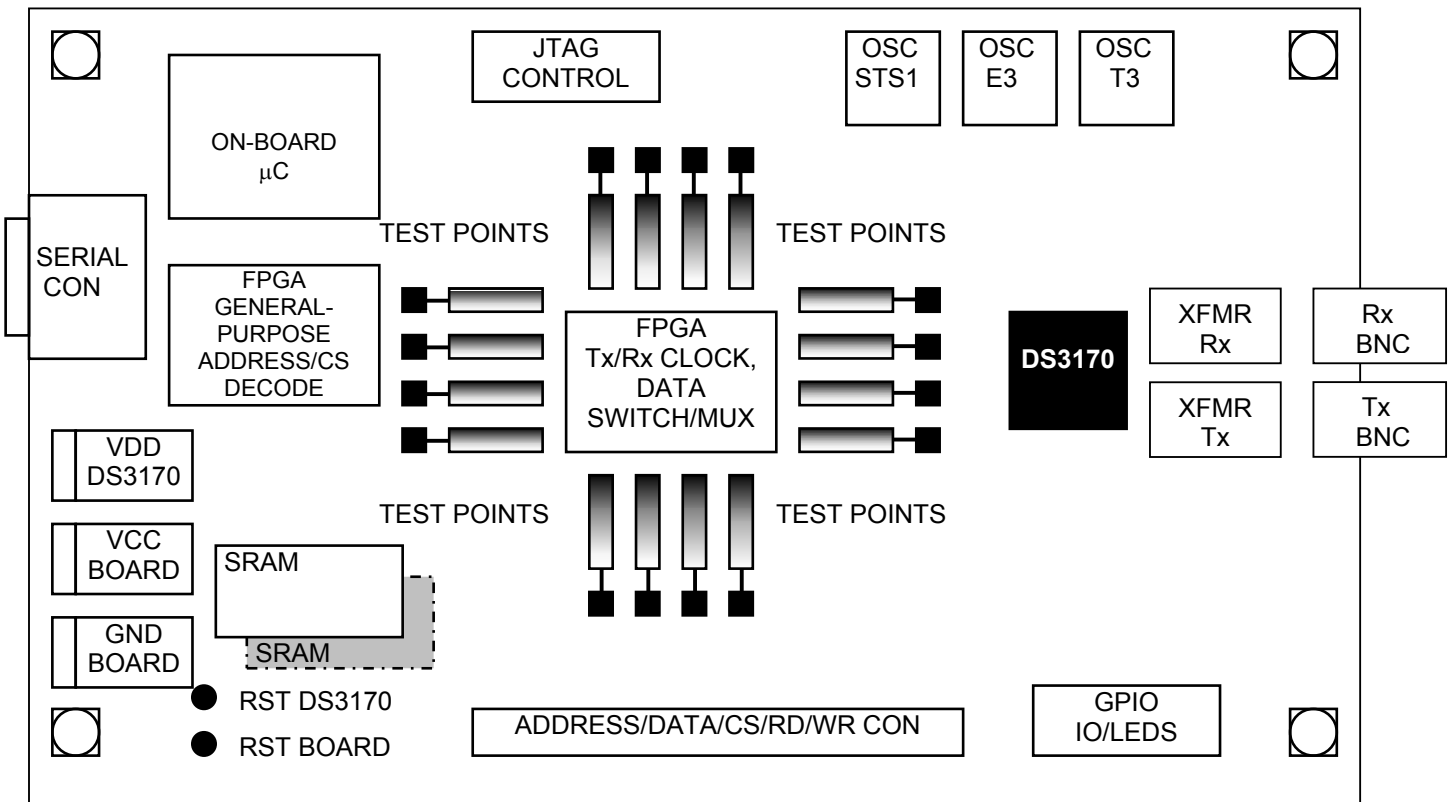 JTAG
CONTROL
OSC
STS1
OSC
E3
OSC
T3
ON-BOARD
μC
TEST POINTS
TEST POINTS
SERIAL
CON
FPGA
GENERAL-
PURPOSE
ADDRESS/CS
DECODE
FPGA
Tx/Rx CLOCK,
DATA
SWITCH/MUX
DS3170
XFMR
Rx
Rx
BNC
XFMR
Tx
Tx
BNC
VDD
DS3170
TEST POINTS
TEST POINTS
VCC
BOARD
SRAM
SRAM
GND
BOARD
RST DS3170
RST BOARD
ADDRESS/DATA/CS/RD/WR CON
GPIO
IO/LEDS